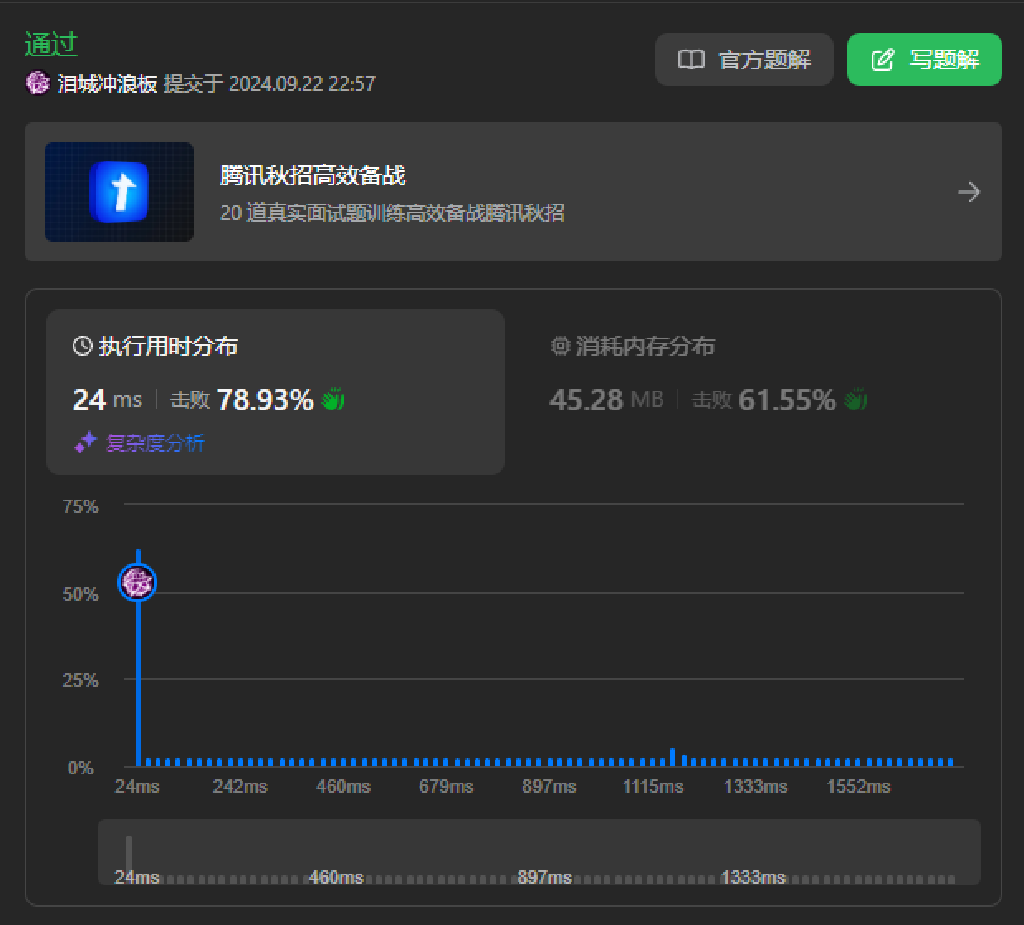 通过
泪城冲浪板 提交于 2024.09.22 22:57
官方题解
写题解
腾讯秋招高效备战
20 道真实面试题训练高效备战腾讯秋招
执行用时分布
24 ms 击败 78.93%
复杂度分析
消耗内存分布
45.28 MB 击败 61.55%
75%
50%
25%
0%
24ms 242ms 460ms 679ms 897ms 1115ms 1333ms 1552ms
24ms 460ms 897ms 1333ms